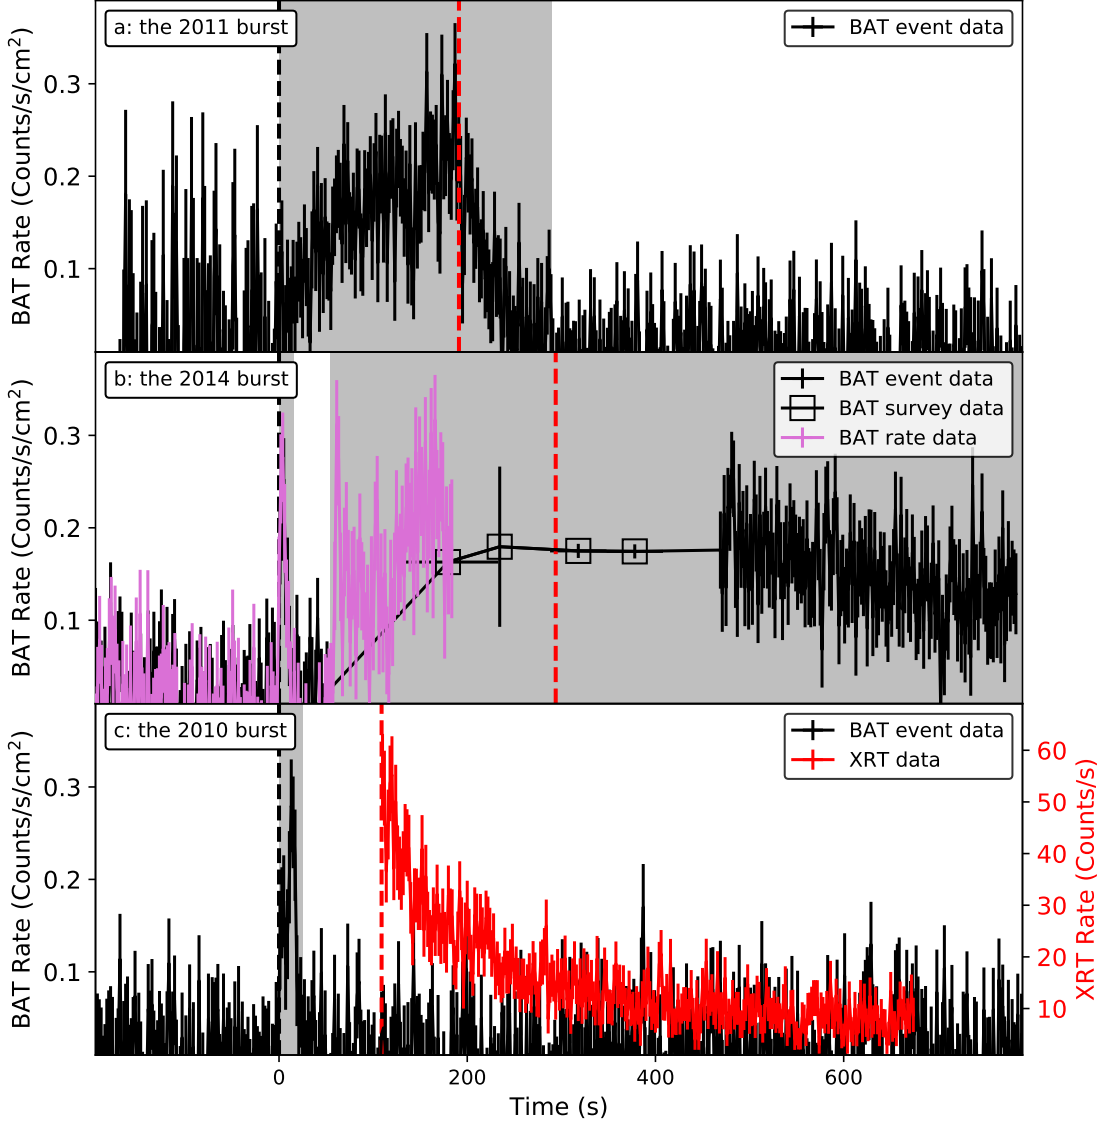 a: the 2011 burst
BAT event data
0.3
0.2
0.1
BAT Rate (Counts/s/cm²)
b: the 2014 burst
BAT event data
BAT survey data
BAT rate data
0.3
0.2
0.1
BAT Rate (Counts/s/cm²)
c: the 2010 burst
BAT event data
XRT data
0.3
0.2
0.1
BAT Rate (Counts/s/cm²)
60
50
40
30
20
10
XRT Rate (Counts/s)
0 200 400 600
Time (s)